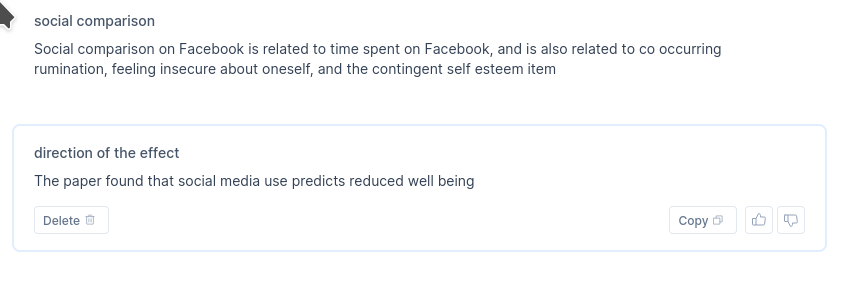 social comparison
Social comparison on Facebook is related to time spent on Facebook, and is also related to co occurring
rumination, feeling insecure about oneself, and the contingent self esteem item
direction of the effect
The paper found that social media use predicts reduced well being
Delete
Copy